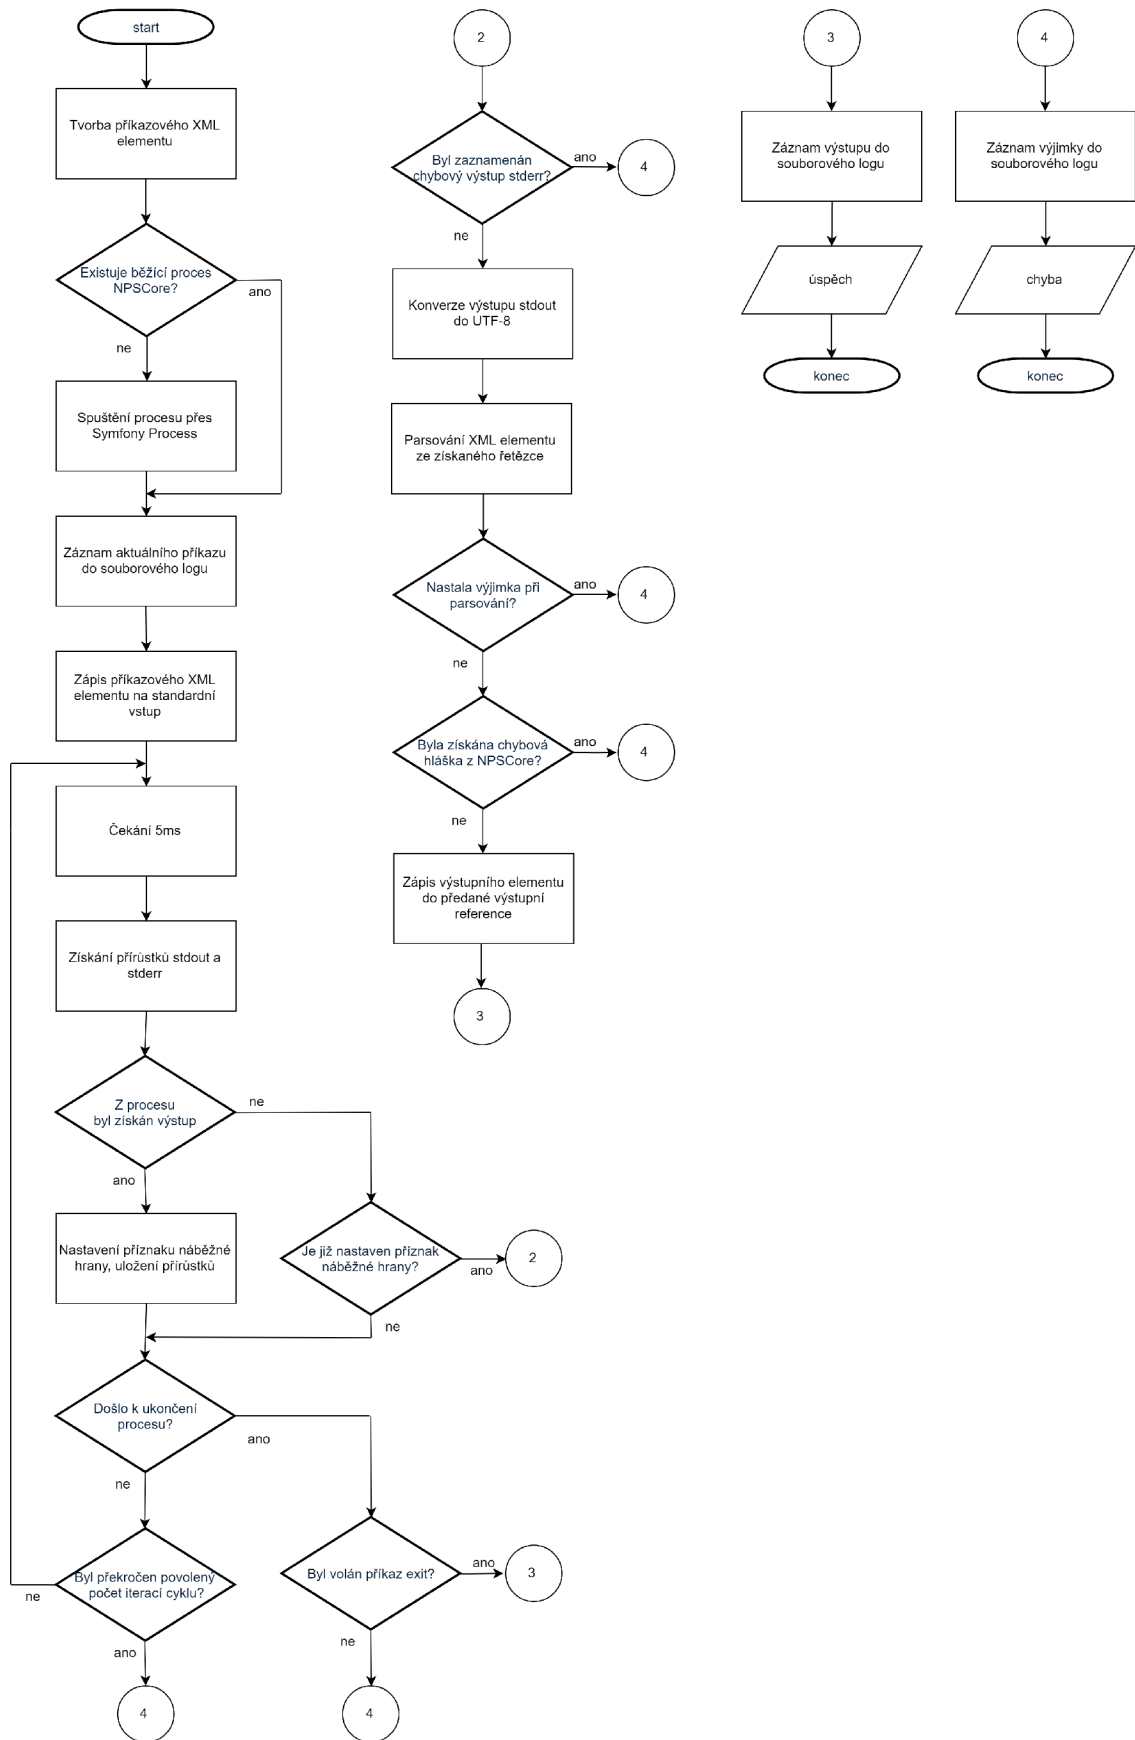 start
Tvorba příkazového XML
elementu
Existuje běžící proces
NPSCore?
ano
ne
Spuštění procesu přes
Symfony Process
Záznam aktuálního příkazu
do souborového logu
Zápis příkazového XML
elementu na standardní
vstup
Čekání 5ms
Získání přírůstků stdout a
stderr
Z procesu
byl získán výstup
ne
ano
Nastavení příznaku náběžné
hrany, uložení přírůstků
Je již nastaven příznak
náběžné hrany?
ano
2
ne
Došlo k ukončení
procesu?
ano
ne
Byl překročen povolený
počet iterací cyklu?
ne
ano
4
Byl volán příkaz exit?
ano
3
ne
4
2
Byl zaznamenán
chybový výstup stderr?
ano
4
ne
Konverze výstupu stdout
do UTF-8
Parsování XML elementu
ze získaného řetězce
Nastala výjimka při
parsování?
ano
4
ne
Byla získána chybová
hláška z NPSCore?
ano
4
ne
Zápis výstupního elementu
do předané výstupní
reference
3
3
Záznam výstupu do
souborového logu
úspěch
konec
4
Záznam výjimky do
souborového logu
chyba
konec